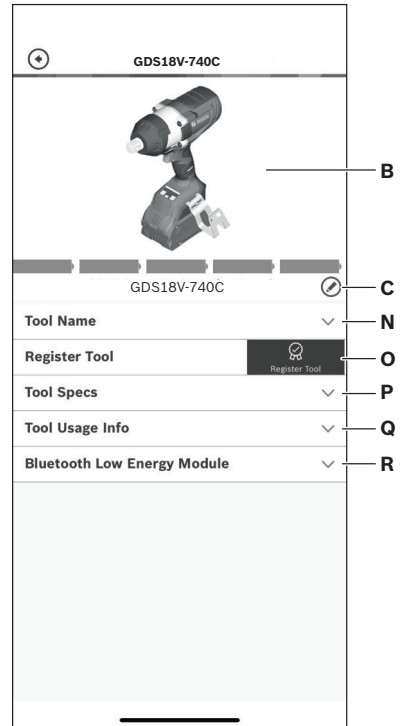 GDS18V-740C
B
GDS18V-740C
C
Tool Name
N
Register Tool
Register Tool
O
Tool Specs
P
Tool Usage Info
Q
Bluetooth Low Energy Module
R